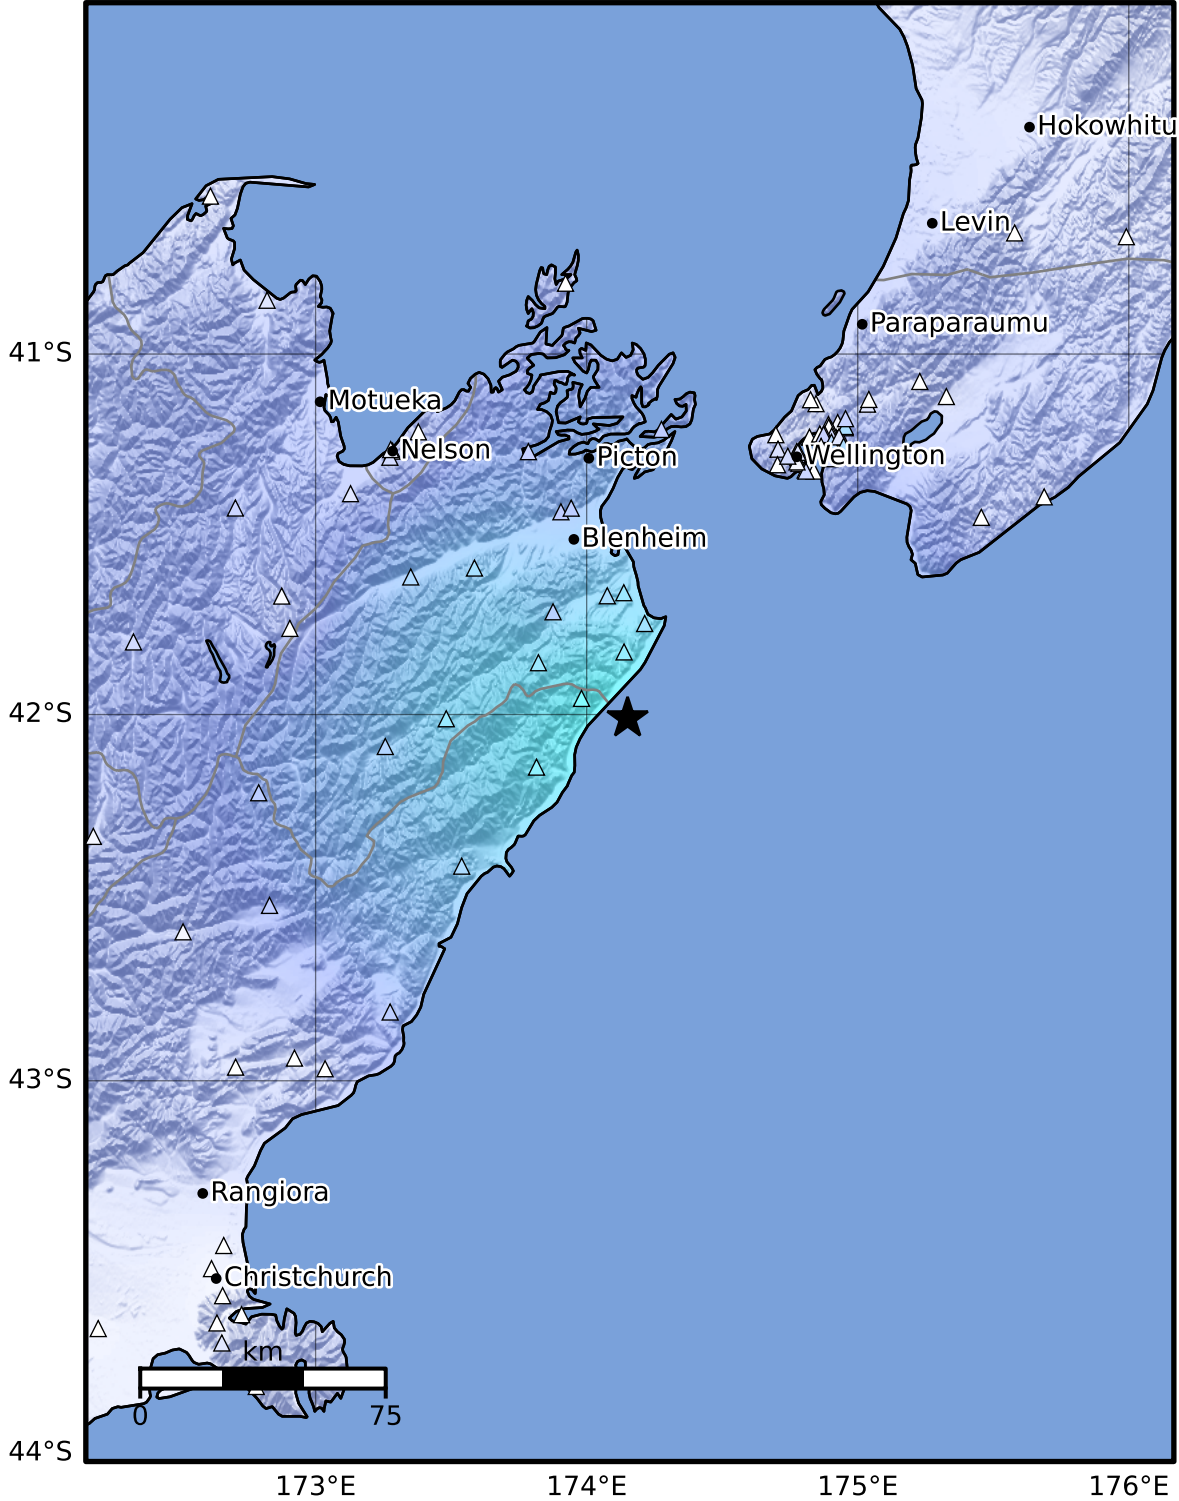 Hokowhitu
Levin
Paraparaumu
41°S
Motueka
Nelson
Picton
Wellington
Blenheim
42°S
43°S
Rangiora
Christchurch
km
0 75
44°S
173°E 174°E 175°E 176°E